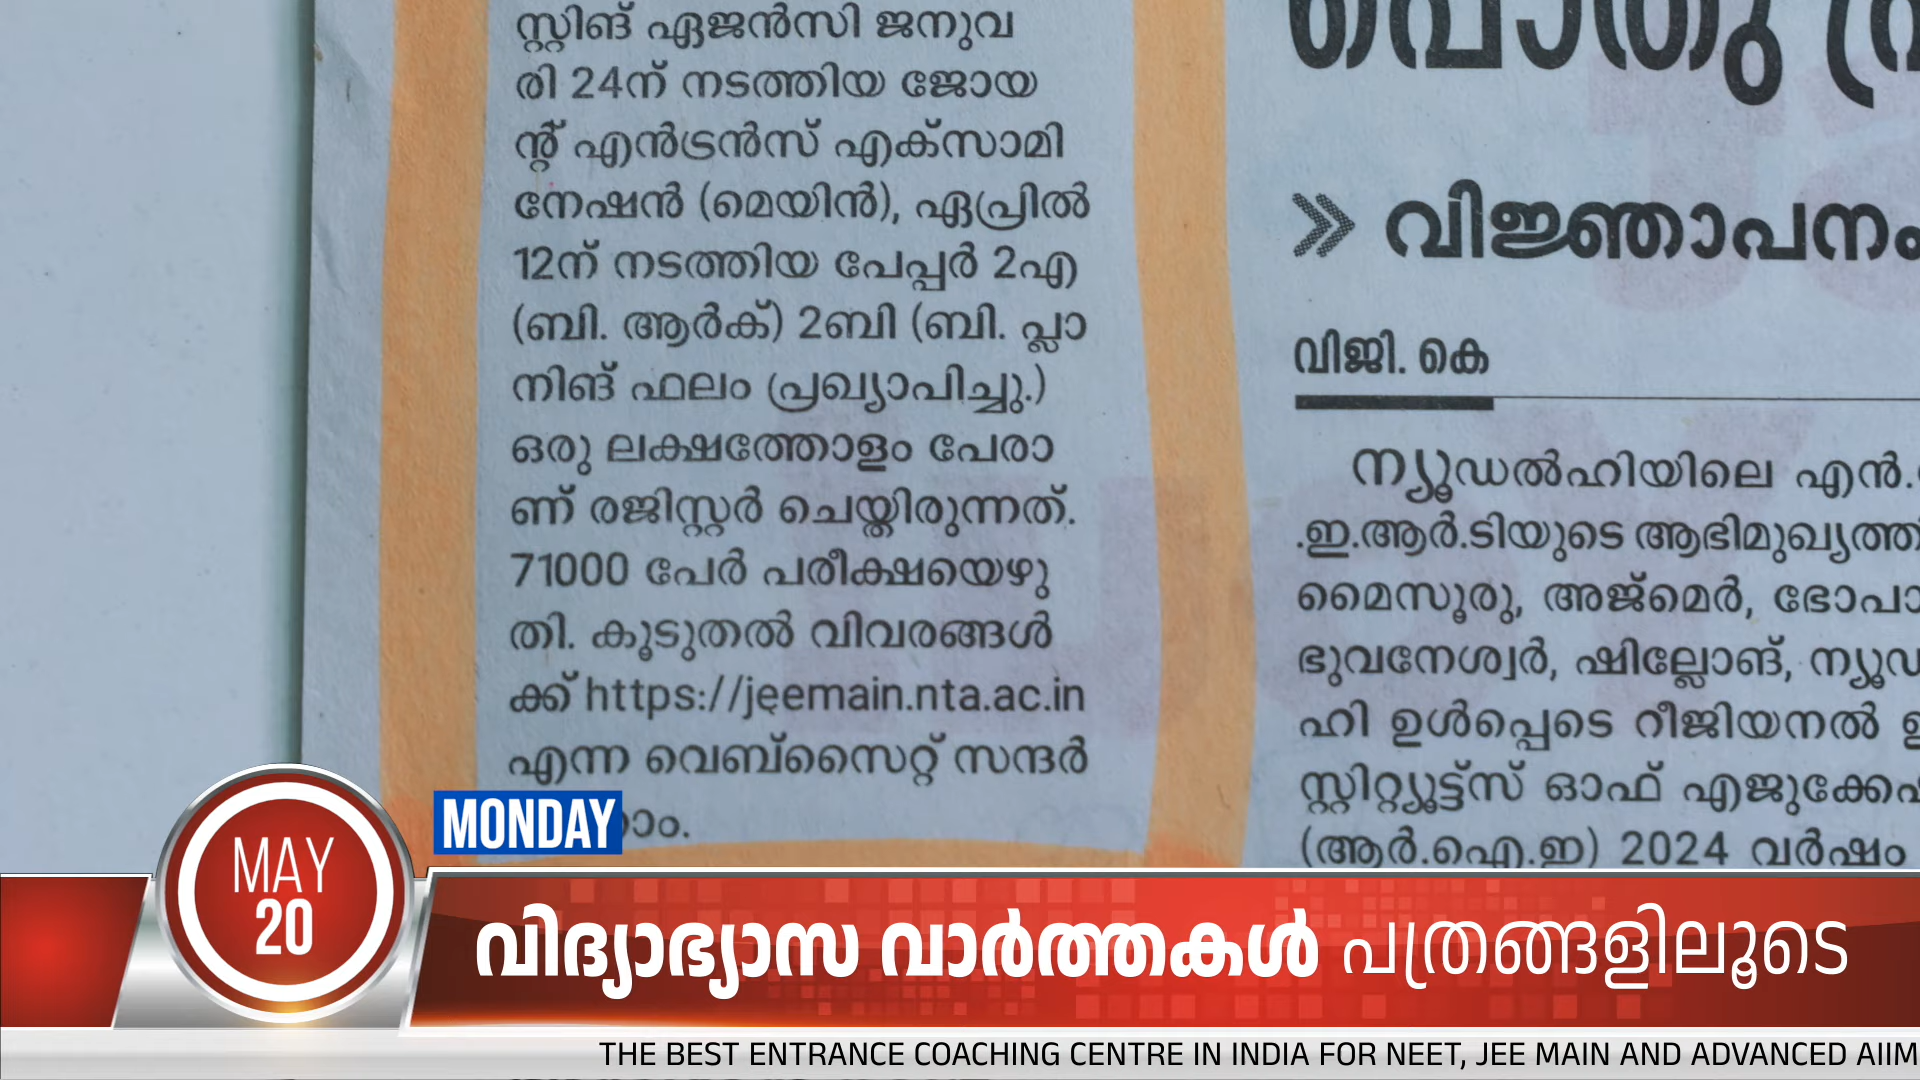 സ്റ്റിങ് ഏജൻസി ജനുവ
രി 24ന് നടത്തിയ ജോയ
ന്റ് എൻട്രൻസ് എക്സാമി
നേഷൻ (മെയിൻ), ഏപ്രിൽ
12ന് നടത്തിയ പേപ്പർ 2എ
(ബി. ആർക്) 2ബി (ബി. പ്ലാ
നിങ് ഫലം പ്രഖ്യാപിച്ചു.)
ഒരു ലക്ഷത്തോളം പേരാ
ണ് രജിസ്റ്റർ ചെയ്തിരുന്നത്.
71000 പേർ പരീക്ഷയെഴു
തി. കൂടുതൽ വിവരങ്ങൾ
ക്ക് https://jeemain.nta.ac.in
എന്ന വെബ്സൈറ്റ് സന്ദർ
ാം.
പൊതു
വിജ്ഞാപനം
വിജി. കെ
ന്യൂഡൽഹിയിലെ എൻ.
.ഇ.ആർ.ടിയുടെ ആഭിമുഖ്യത്ത
മൈസൂരു, അജ്മെർ, ഭോപാ
ഭുവനേശ്വർ, ഷില്ലോങ്, ന്യൂഡ
ഹി ഉൾപ്പെടെ റീജിയനൽ ഇ
സ്റ്റിറ്റ്യൂട്ട്സ് ഓഫ് എജുക്കേഷ
(ആർ.ഐ.ഇ) 2024 വർഷം
MONDAY
MAY
20
വിദ്യാഭ്യാസ വാർത്തകൾ പത്രങ്ങളിലൂടെ
THE BEST ENTRANCE COACHING CENTRE IN INDIA FOR NEET, JEE MAIN AND ADVANCED AIIM